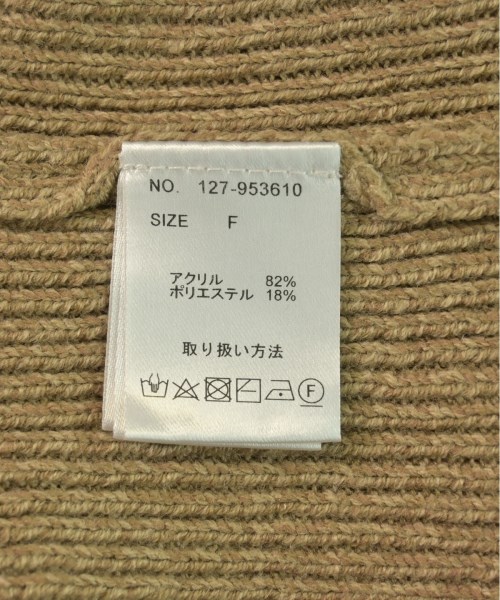 NO. 127-953610
SIZE F
アクリル 82%
ポリエステル 18%
取り扱い方法
F